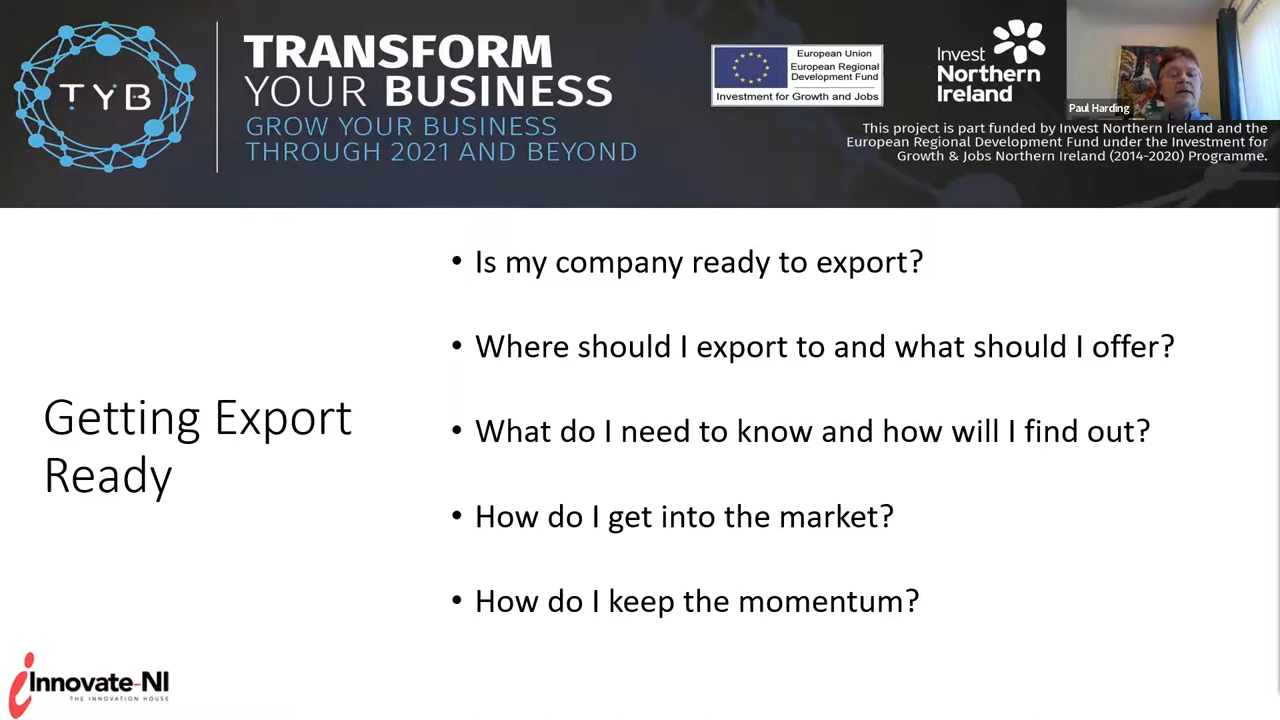 TYB
TRANSFORM
YOUR BUSINESS
GROW YOUR BUSINESS
THROUGH 2021 AND BEYOND
European Union
European Regional
Development Fund
Investment for Growth and Jobs
Invest
Northern
Ireland
Paul Harding
This project is part funded by Invest Northern Ireland and the
European Regional Development Fund under the Investment for
Growth & Jobs Northern Ireland (2014-2020) Programme.
Getting Export
Ready
• Is my company ready to export?
• Where should I export to and what should I offer?
• What do I need to know and how will I find out?
• How do I get into the market?
• How do I keep the momentum?
innovate-NI
THE INNOVATION HOUSE